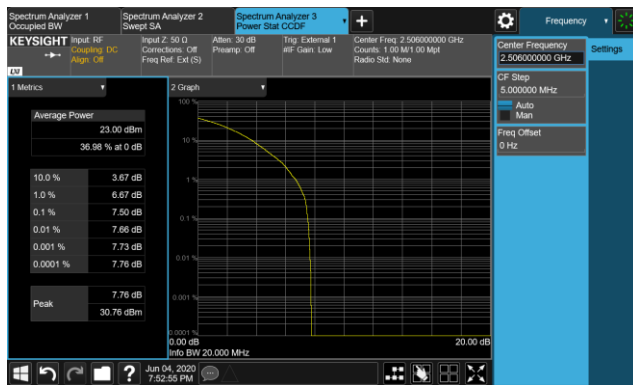 Spectrum Analyzer 1
Occupied BW
Spectrum Analyzer 2
Swept SA
Spectrum Analyzer 3
Power Stat CCDF
Frequency
KEYSIGHT
Input: RF
Coupling: DC
Align: Off
Input Z: 50 Ω
Corrections: Off
Freq Ref: Ext (S)
Atten: 30 dB
Preamp: Off
Trig: External 1
#IF Gain: Low
Center Freq: 2.506000000 GHz
Counts: 1.00 M/1.00 Mpt
Radio Std: None
LXI
Center Frequency
2.506000000 GHz
Settings
CF Step
5.000000 MHz
Auto
Man
Freq Offset
0 Hz
1 Metrics
Average Power
23.00 dBm
36.98 % at 0 dB
10.0 % 3.67 dB
1.0 % 6.67 dB
0.1 % 7.50 dB
0.01 % 7.66 dB
0.001 % 7.73 dB
0.0001 % 7.76 dB
Peak
7.76 dB
30.76 dBm
2 Graph
100 %
10 %
1 %
0.1 %
0.01 %
0.001 %
0.0001 %
0.00 dB
20.00 dB
Info BW 20.000 MHz
?
Jun 04, 2020
7:52:55 PM